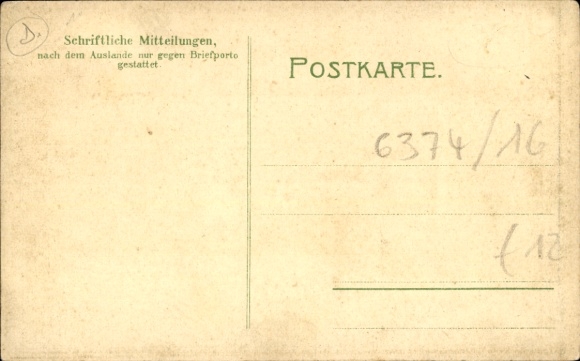 D.
Schriftliche Mitteilungen,
nach dem Auslande nur gegen Briefporto
gestattet.
POSTKARTE.
6374/16
(12